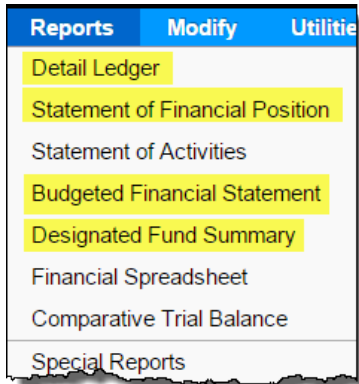 Reports Modify Utilitie
Detail Ledger
Statement of Financial Position
Statement of Activities
Budgeted Financial Statement
Designated Fund Summary
Financial Spreadsheet
Comparative Trial Balance
Special Reports